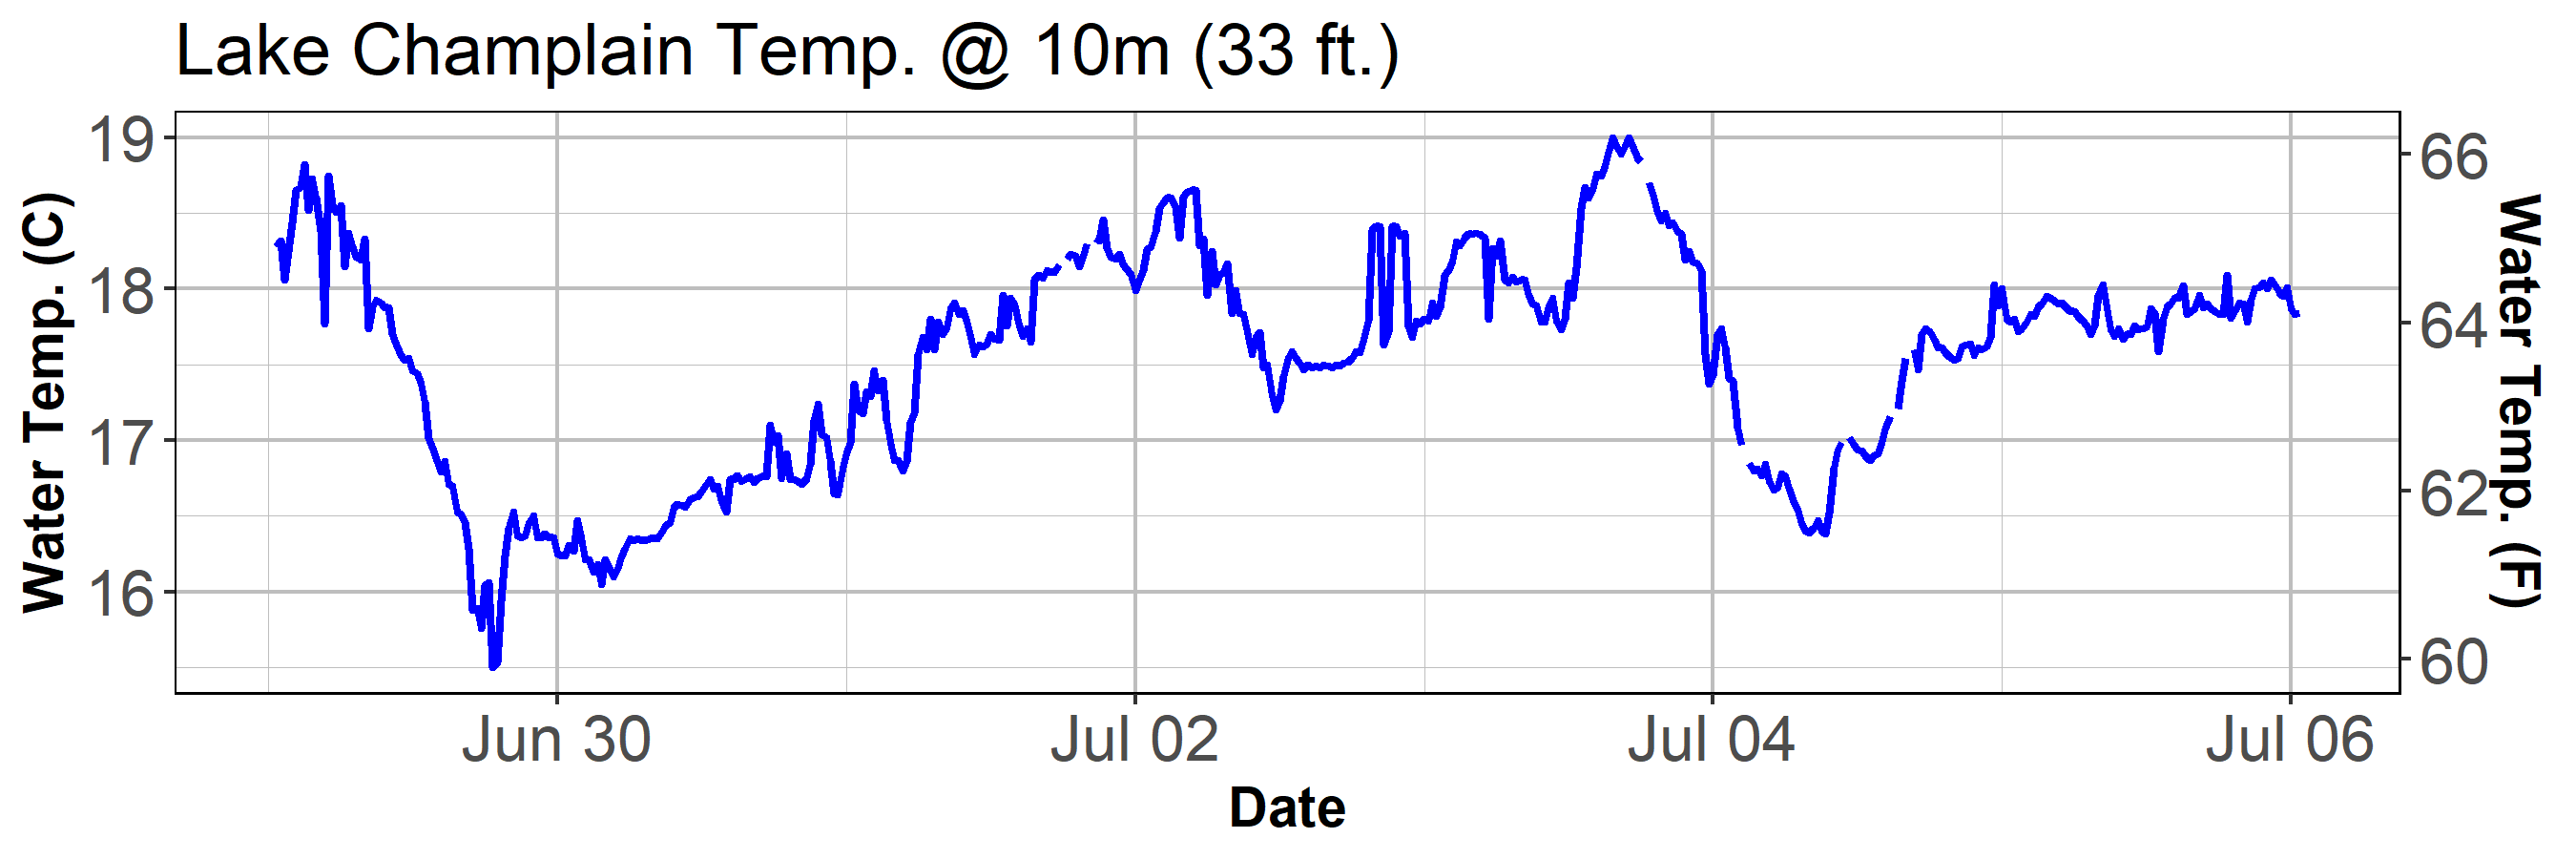 Lake Champlain Temp. @ 10m (33 ft.)
Water Temp. (C)
19
18
17
16
66
64
62
60
Water Temp. (F)
Jun 30
Jul 02
Jul 04
Jul 06
Date